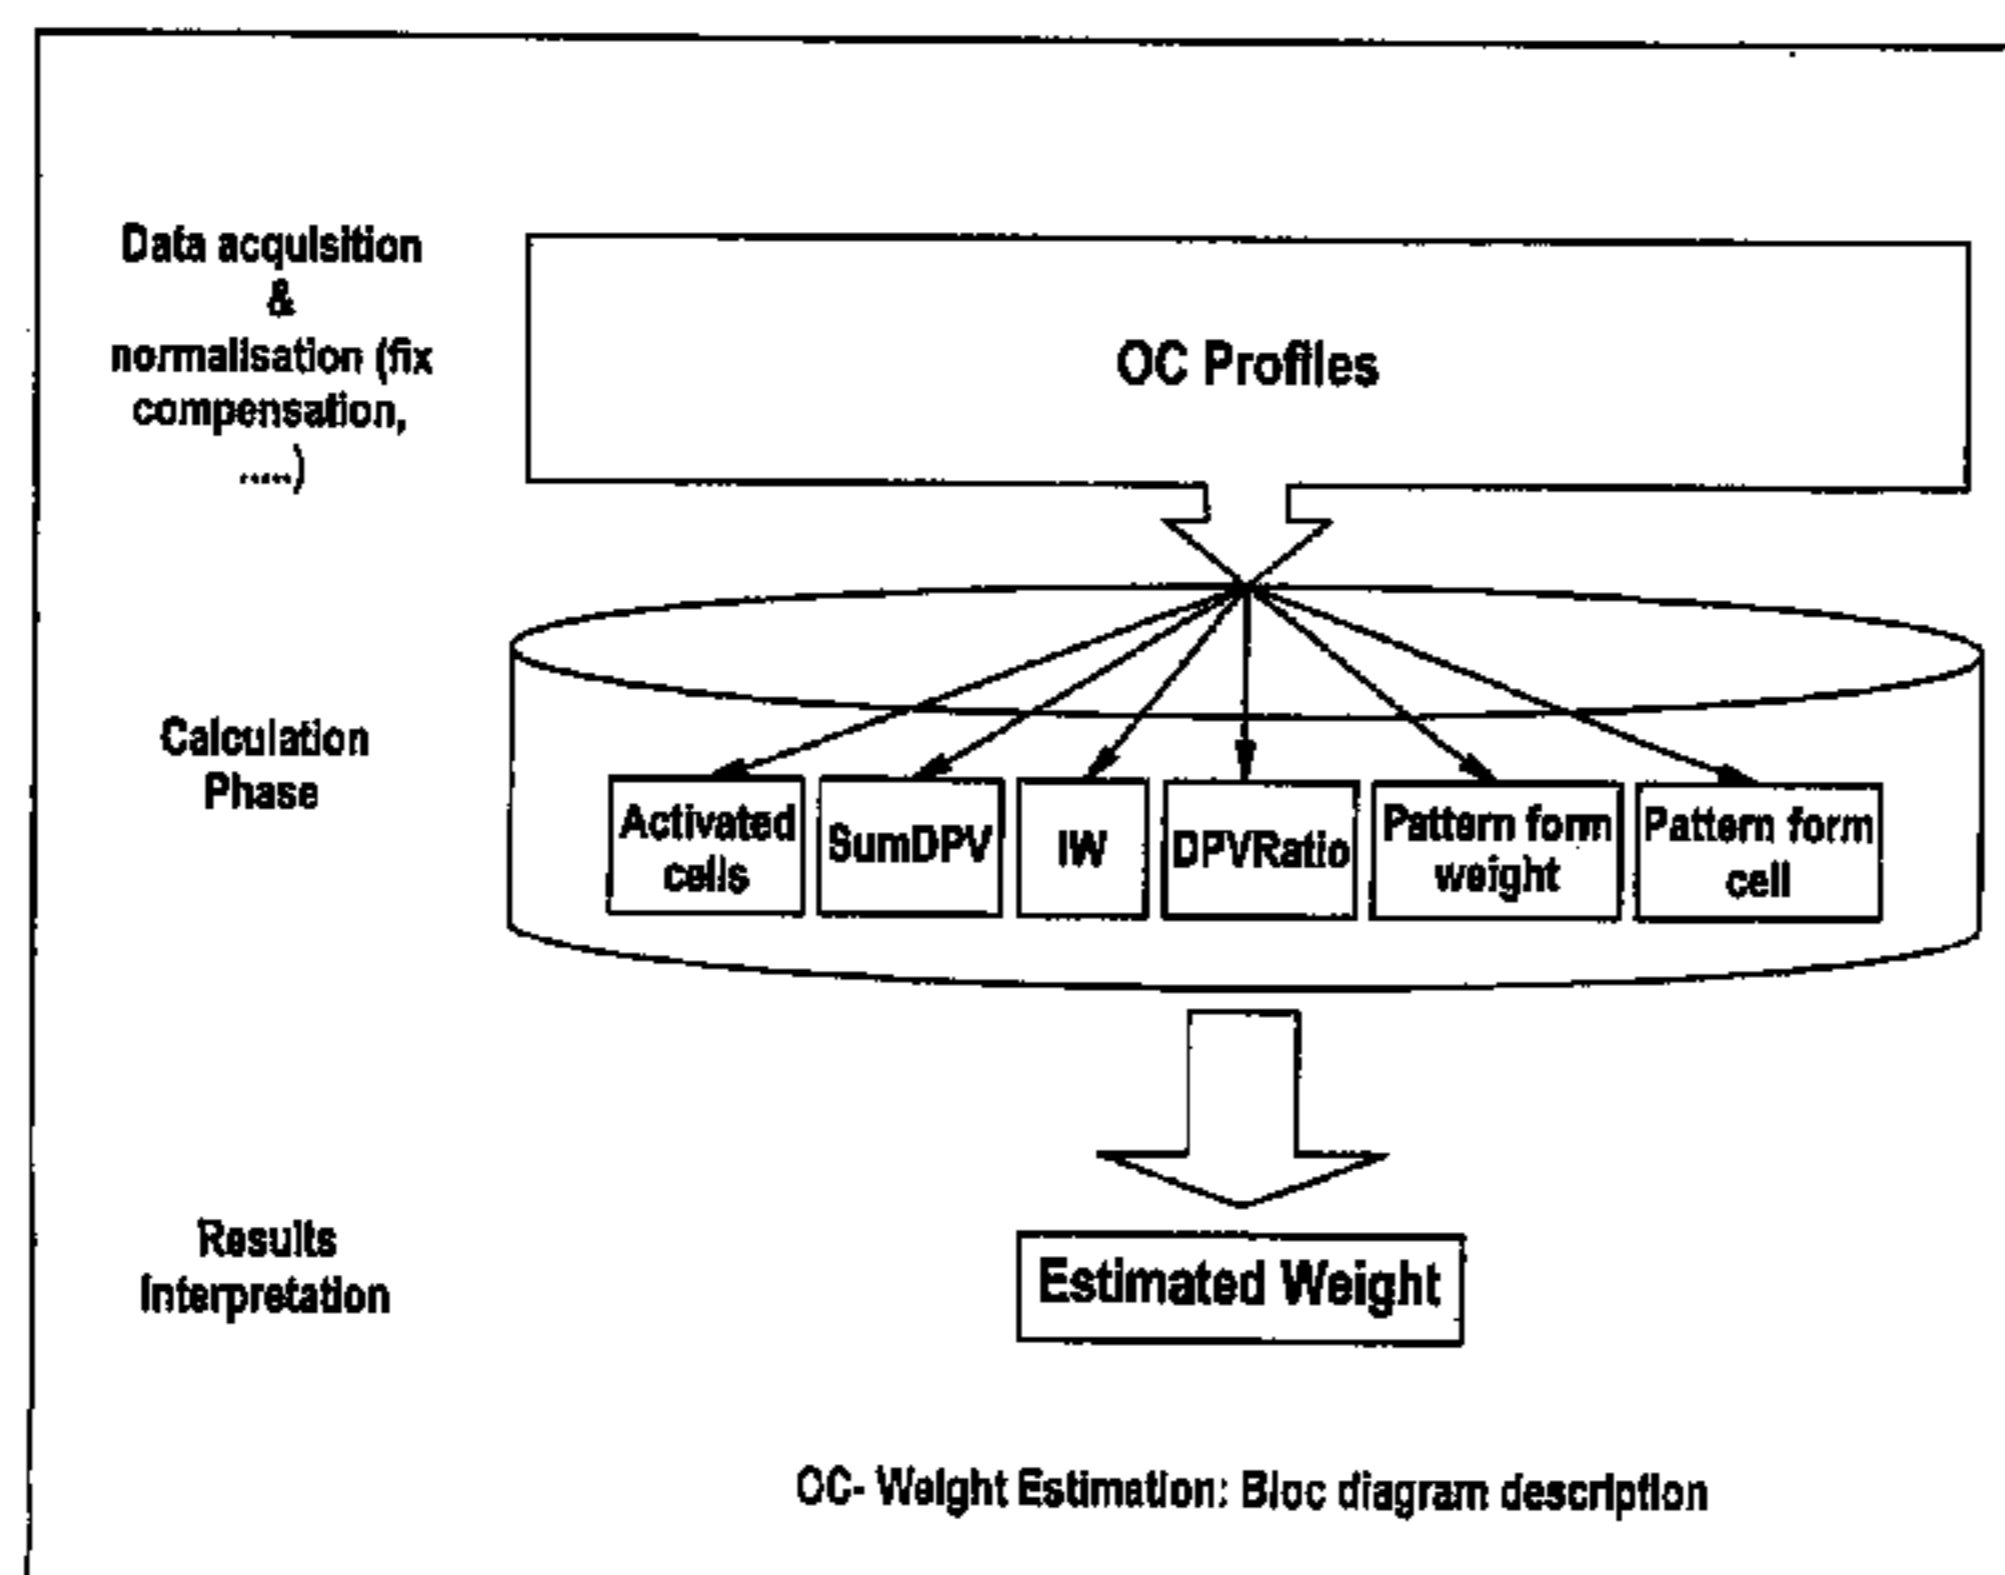 Data acquisition
&
normalisation (fix
compensation,
.....)
OC Profiles
Calculation
Phase
Activated
cells
SumDPV
IW
DPVRatio
Pattern form
weight
Pattern form
cell
Results
Interpretation
Estimated Weight
OC- Weight Estimation: Bloc diagram description